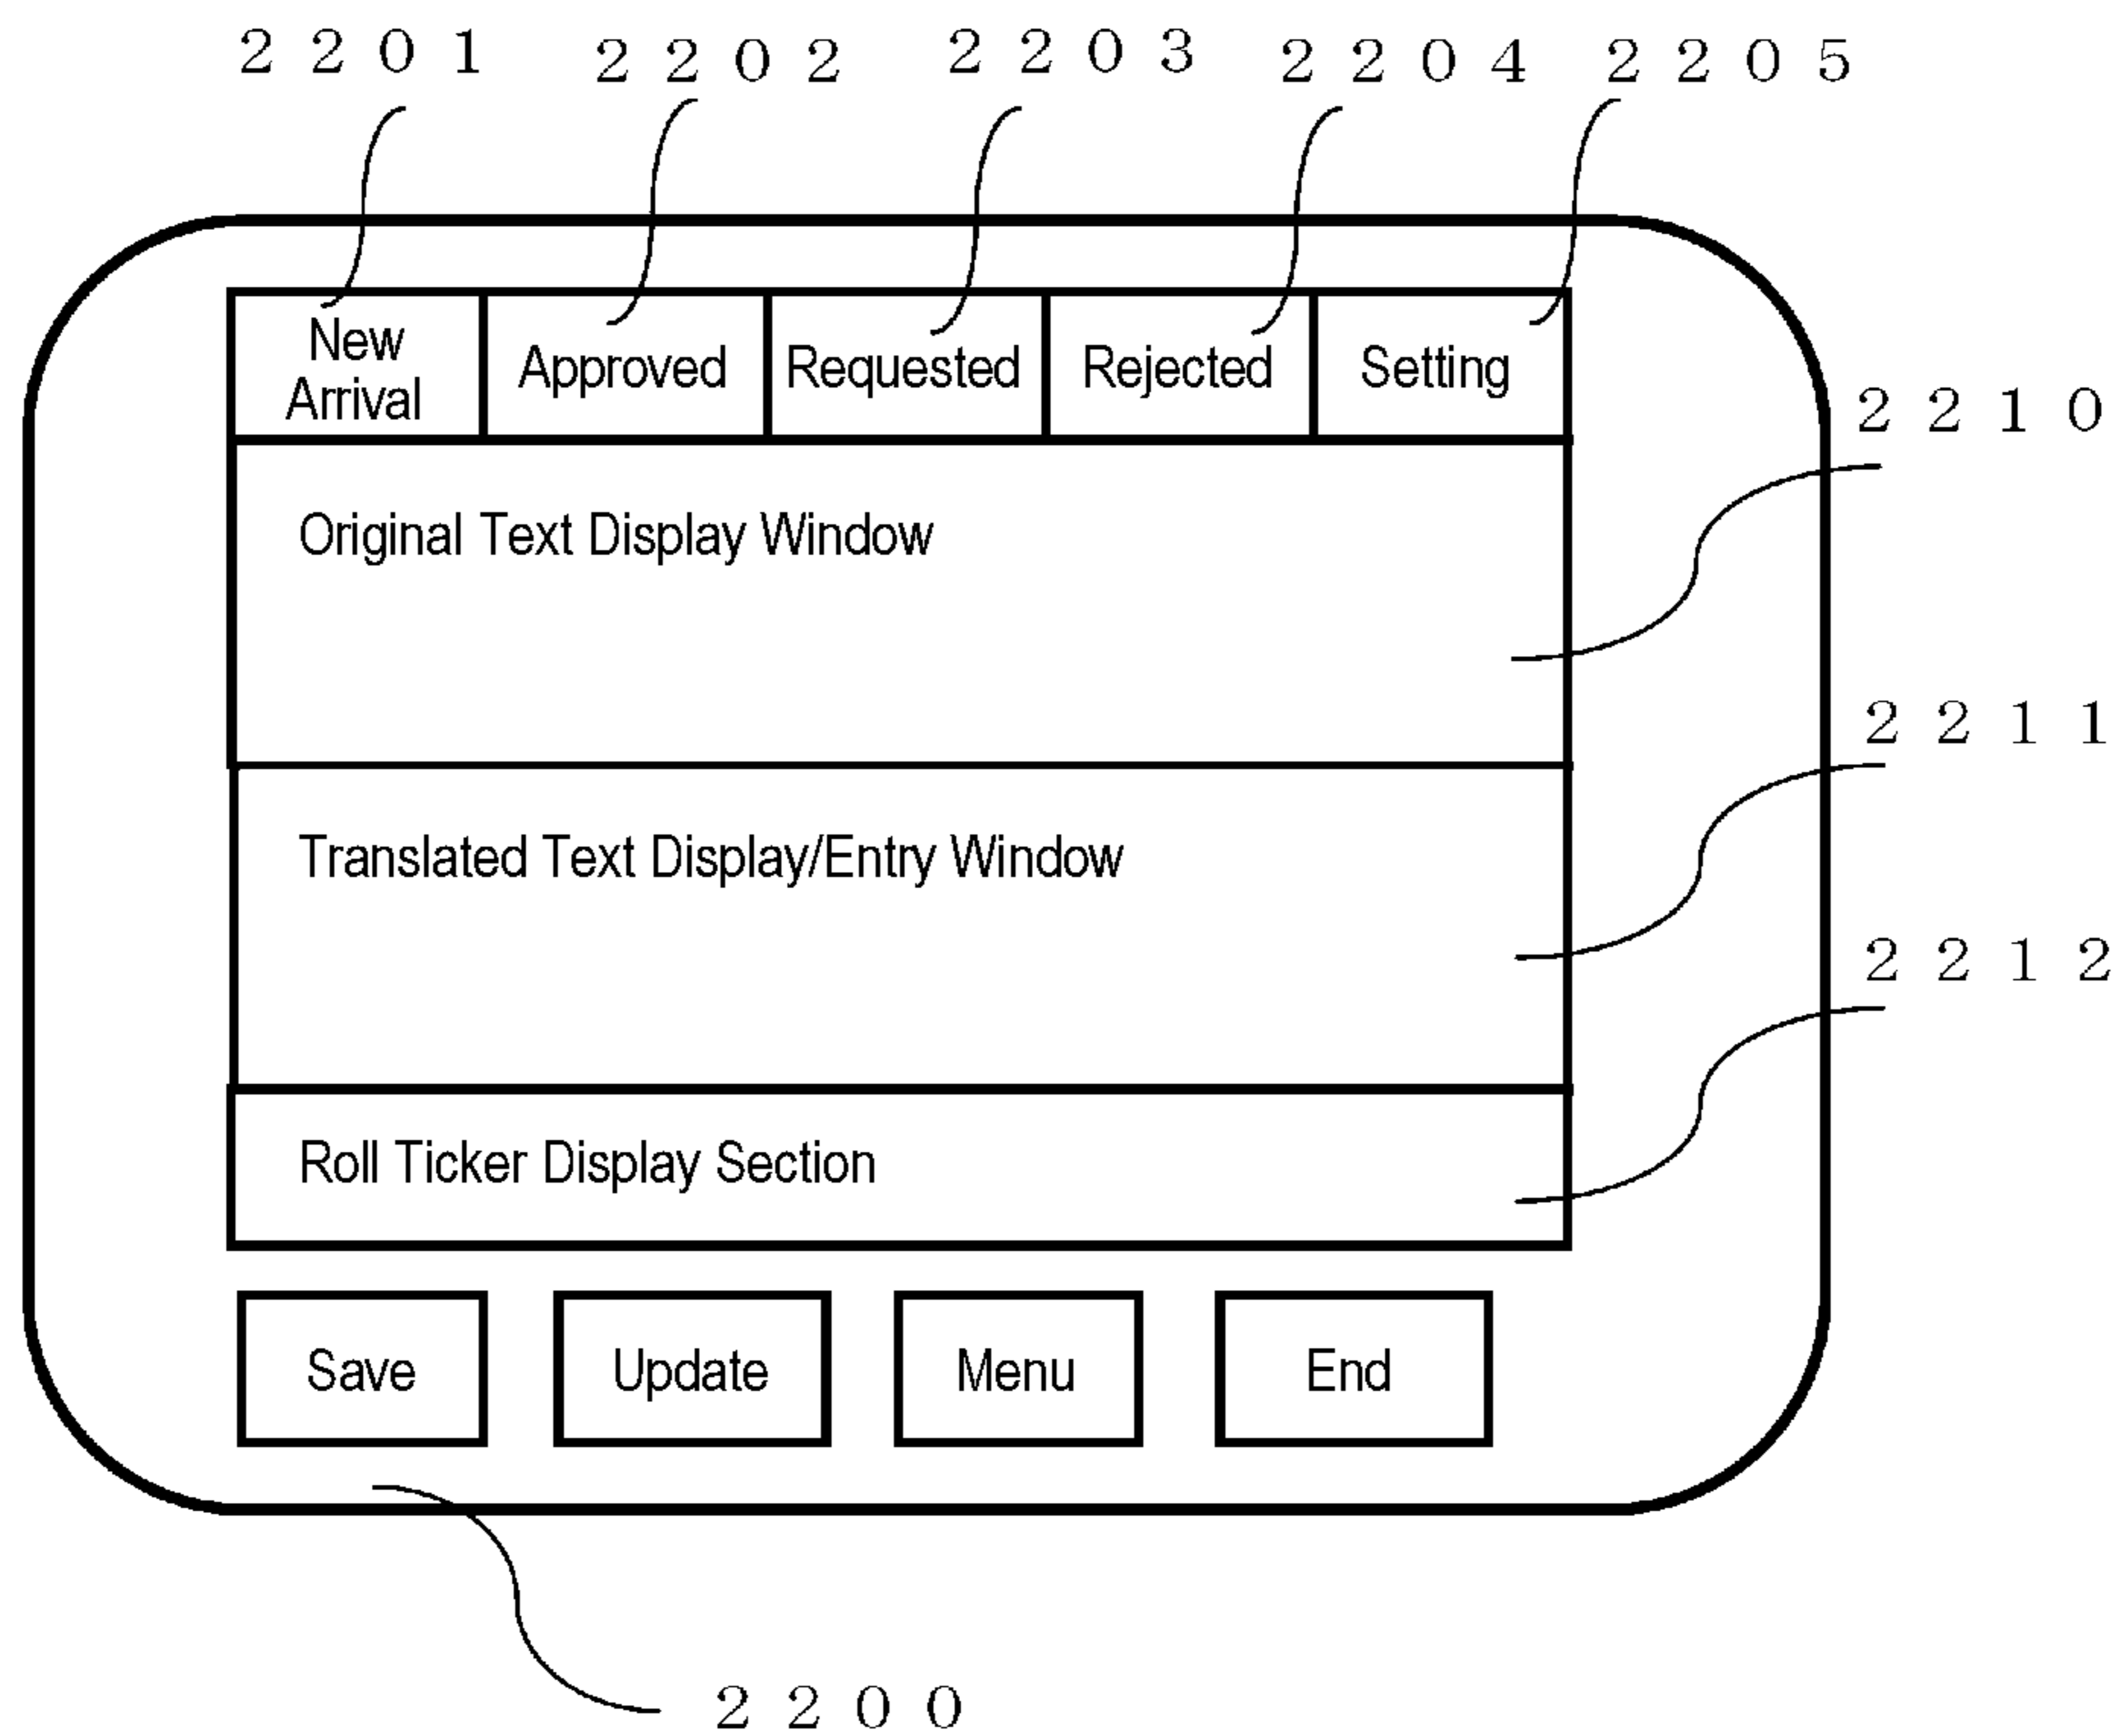 2201 2202 2203 2204 2205
New
Arrival
Approved
Requested
Rejected
Setting
2210
Original Text Display Window
2211
Translated Text Display/Entry Window
2212
Roll Ticker Display Section
Save
Update
Menu
End
2200